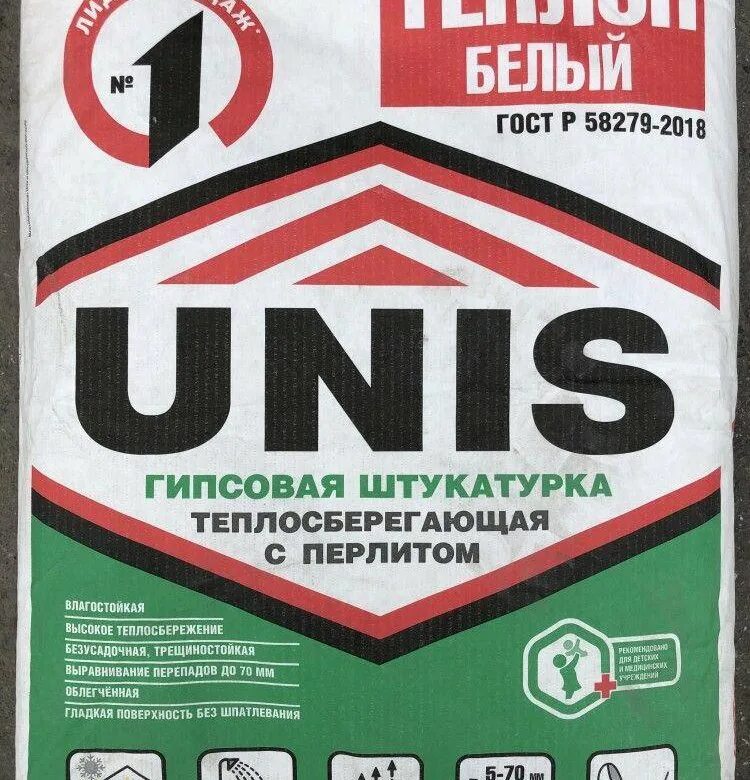 ЛИДЕР ПРОДАЖ*
№1
ТЕПЛОН
БЕЛЫЙ
ГОСТ Р 58279-2018
UNIS
ГИПСОВАЯ ШТУКАТУРКА
ТЕПЛОСБЕРЕГАЮЩАЯ
С ПЕРЛИТОМ
ВЛАГОСТОЙКАЯ
ВЫСОКОЕ ТЕПЛОСБЕРЕЖЕНИЕ
БЕЗУСАДОЧНАЯ, ТРЕЩИНОСТОЙКАЯ
ВЫРАВНИВАНИЕ ПЕРЕПАДОВ ДО 70 ММ
ОБЛЕГЧЁННАЯ
ГЛАДКАЯ ПОВЕРХНОСТЬ БЕЗ ШПАТЛЕВАНИЯ
РЕКОМЕНДОВАНО
ДЛЯ ДЕТСКИХ
И МЕДИЦИНСКИХ
УЧРЕЖДЕНИЙ
5-70 ММ